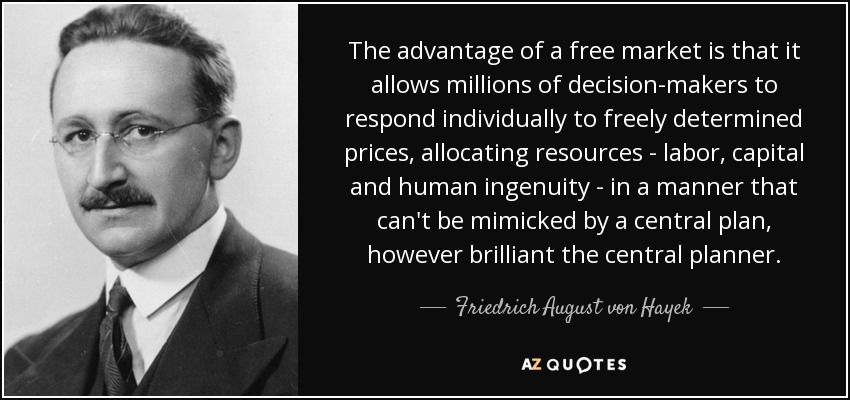 The advantage of a free market is that it
allows millions of decision-makers to
respond individually to freely determined
prices, allocating resources - labor, capital
and human ingenuity - in a manner that
can't be mimicked by a central plan,
however brilliant the central planner.
Friedrich August von Hayek
AZ QUOTES